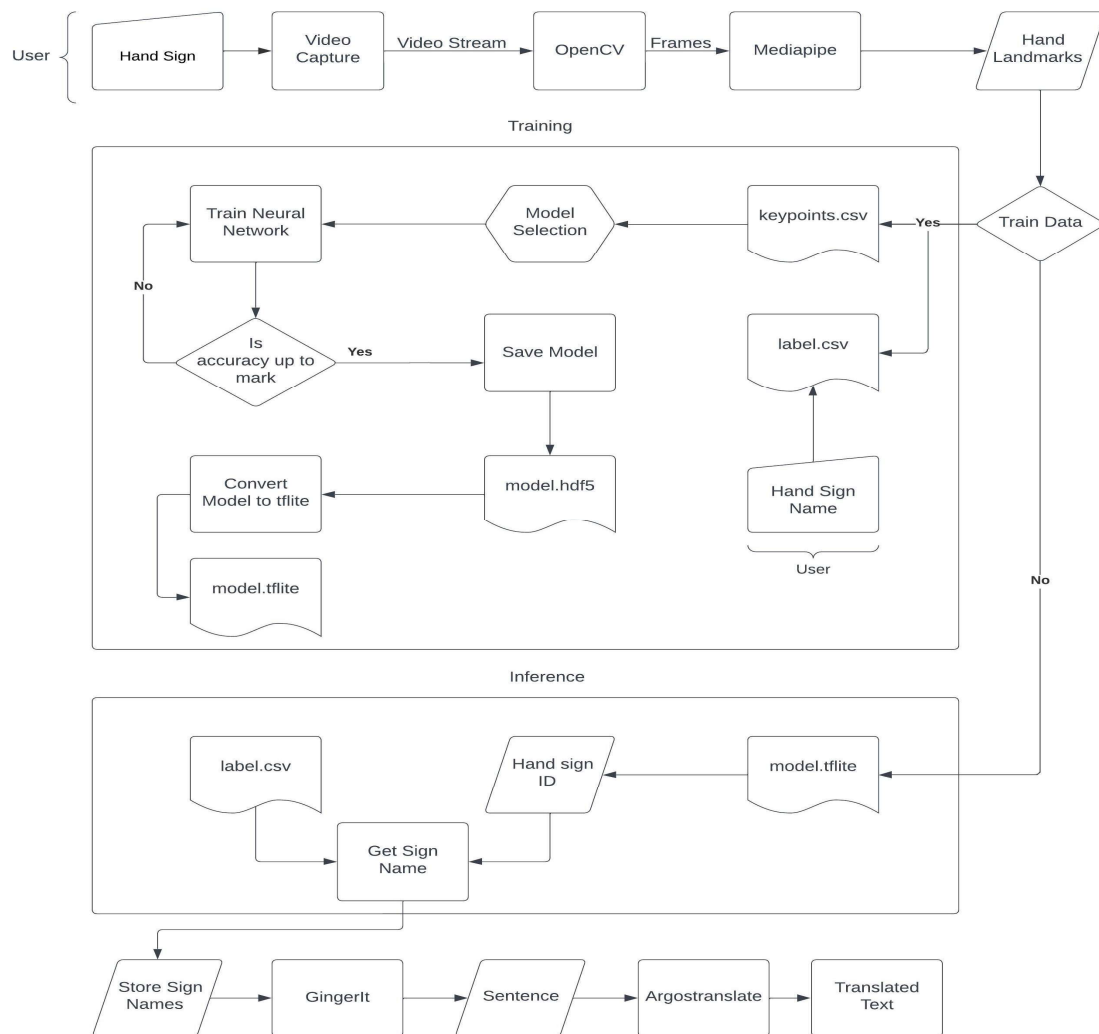 User
Hand Sign
Video
Capture
Video Stream
OpenCV
Frames
Mediapipe
Hand
Landmarks
Training
Train Neural
Network
Model
Selection
keypoints.csv
Yes
Train Data
No
Is
accuracy up to
mark
Yes
Save Model
label.csv
Convert
Model to tflite
model.hdf5
Hand Sign
Name
User
model.tflite
No
Inference
label.csv
Hand sign
ID
model.tflite
Get Sign
Name
Store Sign
Names
GingerIt
Sentence
Argostranslate
Translated
Text